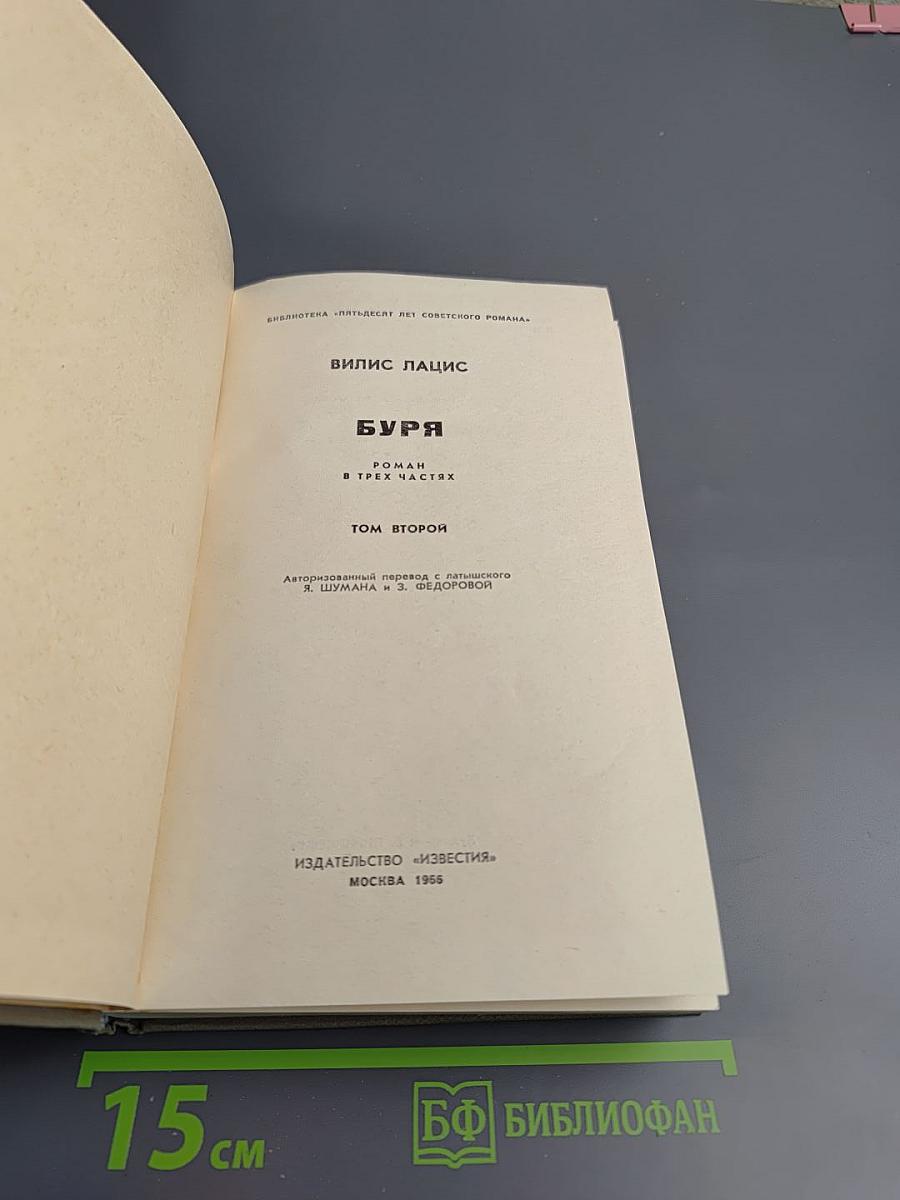 БИБЛИОТЕКА «ПЯТЬДЕСЯТ ЛЕТ СОВЕТСКОГО РОМАНА»
ВИЛИС ЛАЦИС
БУРЯ
РОМАН
В ТРЕХ ЧАСТЯХ
ТОМ ВТОРОЙ
Авторизованный перевод с латышского
Я. ШУМАНА и З. ФЕДОРОВОЙ
ИЗДАТЕЛЬСТВО «ИЗВЕСТИЯ»
МОСКВА 1966
15 см
БФ БИБЛИОФАН